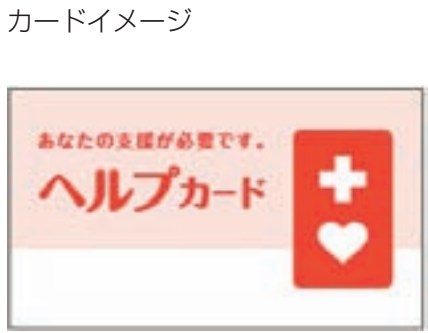 カードイメージ
あなたの支援が必要です。
ヘルプカード